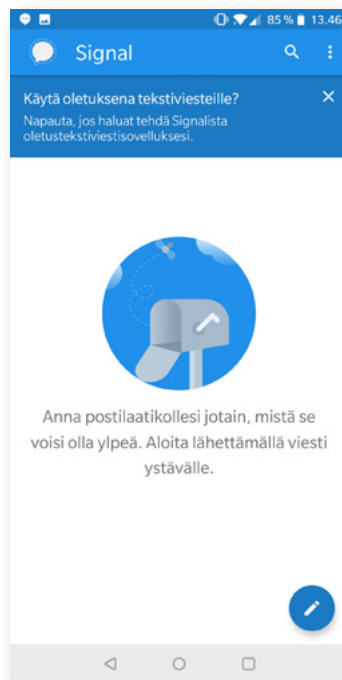 85 % 13.46
Signal
Käytä oletuksena tekstiviesteille?
Napauta, jos haluat tehdä Signalista
oletustekstiviestisovelluksesi.
Anna postilaatikollesi jotain, mistä se
voisi olla ylpeä. Aloita lähettämällä viesti
ystävälle.